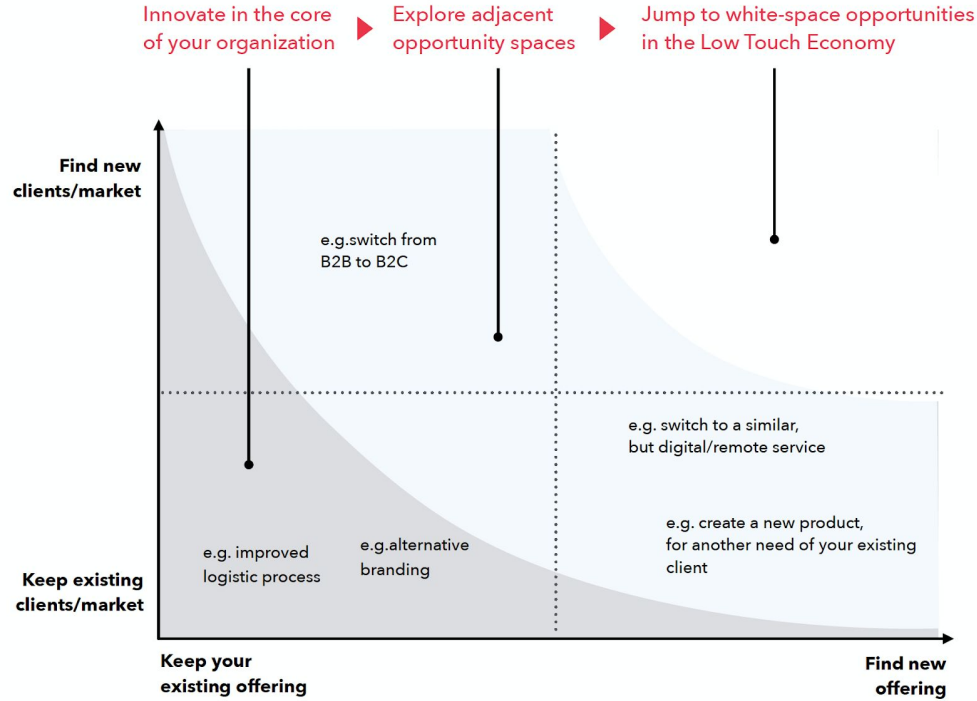 Innovate in the core
of your organization
Explore adjacent
opportunity spaces
Jump to white-space opportunities
in the Low Touch Economy
Find new
clients/market
e.g.switch from
B2B to B2C
e.g. switch to a similar,
but digital/remote service
e.g. improved
logistic process
e.g.alternative
branding
e.g. create a new product,
for another need of your existing
client
Keep existing
clients/market
Keep your
existing offering
Find new
offering